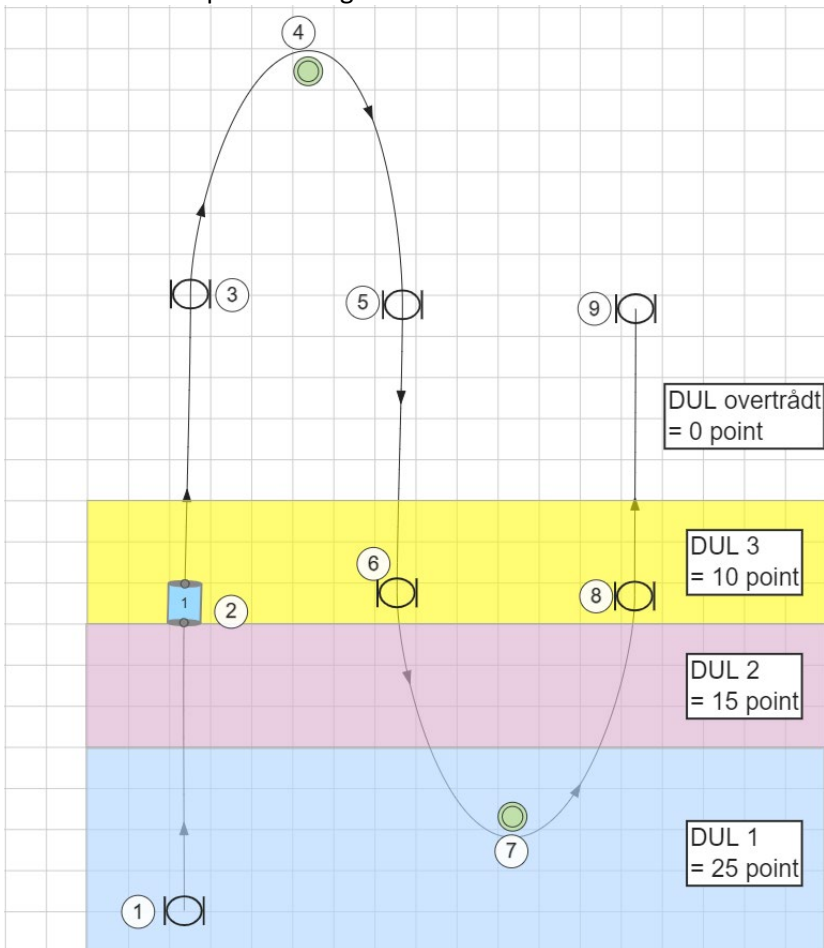 4
3
5
9
DUL overtrådt
= 0 point
DUL 3
= 10 point
6
1
2
8
DUL 2
= 15 point
7
DUL 1
= 25 point
1